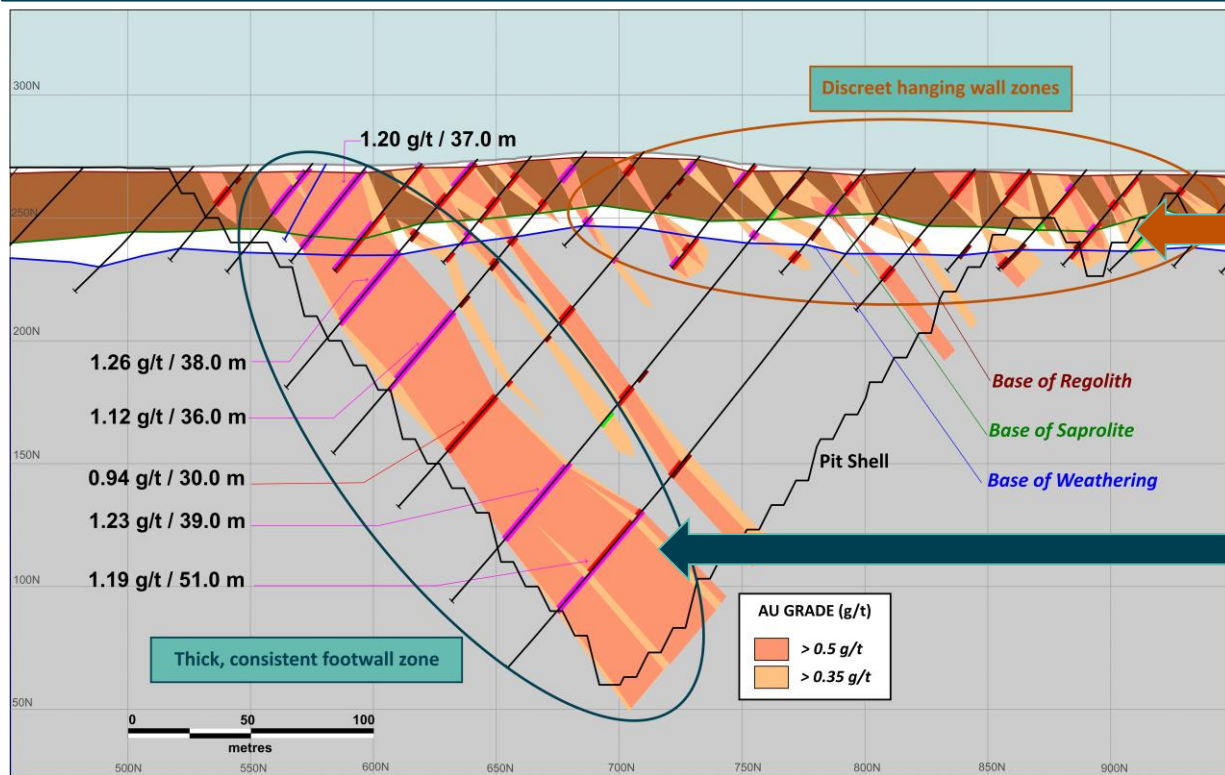 300N
Discreet hanging wall zones
1.20 g/t / 37.0 m
250N
200N
1.26 g/t / 38.0 m
1.12 g/t / 36.0 m
Base of Regolith
Base of Saprolite
150N
Pit Shell
0.94 g/t / 30.0 m
Base of Weathering
1.23 g/t / 39.0 m
100N
1.19 g/t / 51.0 m
AU GRADE (g/t)
> 0.5 g/t
> 0.35 g/t
Thick, consistent footwall zone
50N
0 50 100
metres
500N 550N 600N 650N 700N 750N 800N 850N 900N